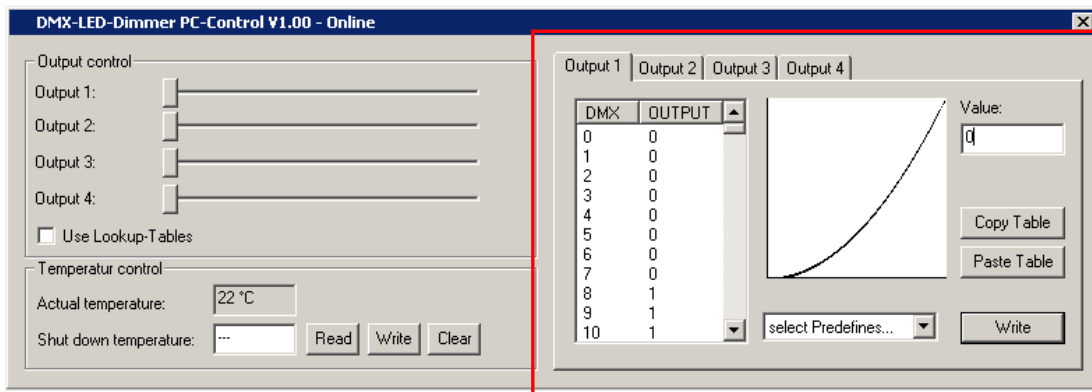 DMX-LED-Dimmer PC-Control V1.00 - Online
Output control
Output 1:
Output 2:
Output 3:
Output 4:
Use Lookup-Tables
Temperatur control
Actual temperature: 22 °C
Shut down temperature: --- Read Write Clear
Output 1 Output 2 Output 3 Output 4
DMX OUTPUT
0 0
1 0
2 0
3 0
4 0
5 0
6 0
7 0
8 1
9 1
10 1
select Predefines...
Value:
0
Copy Table
Paste Table
Write